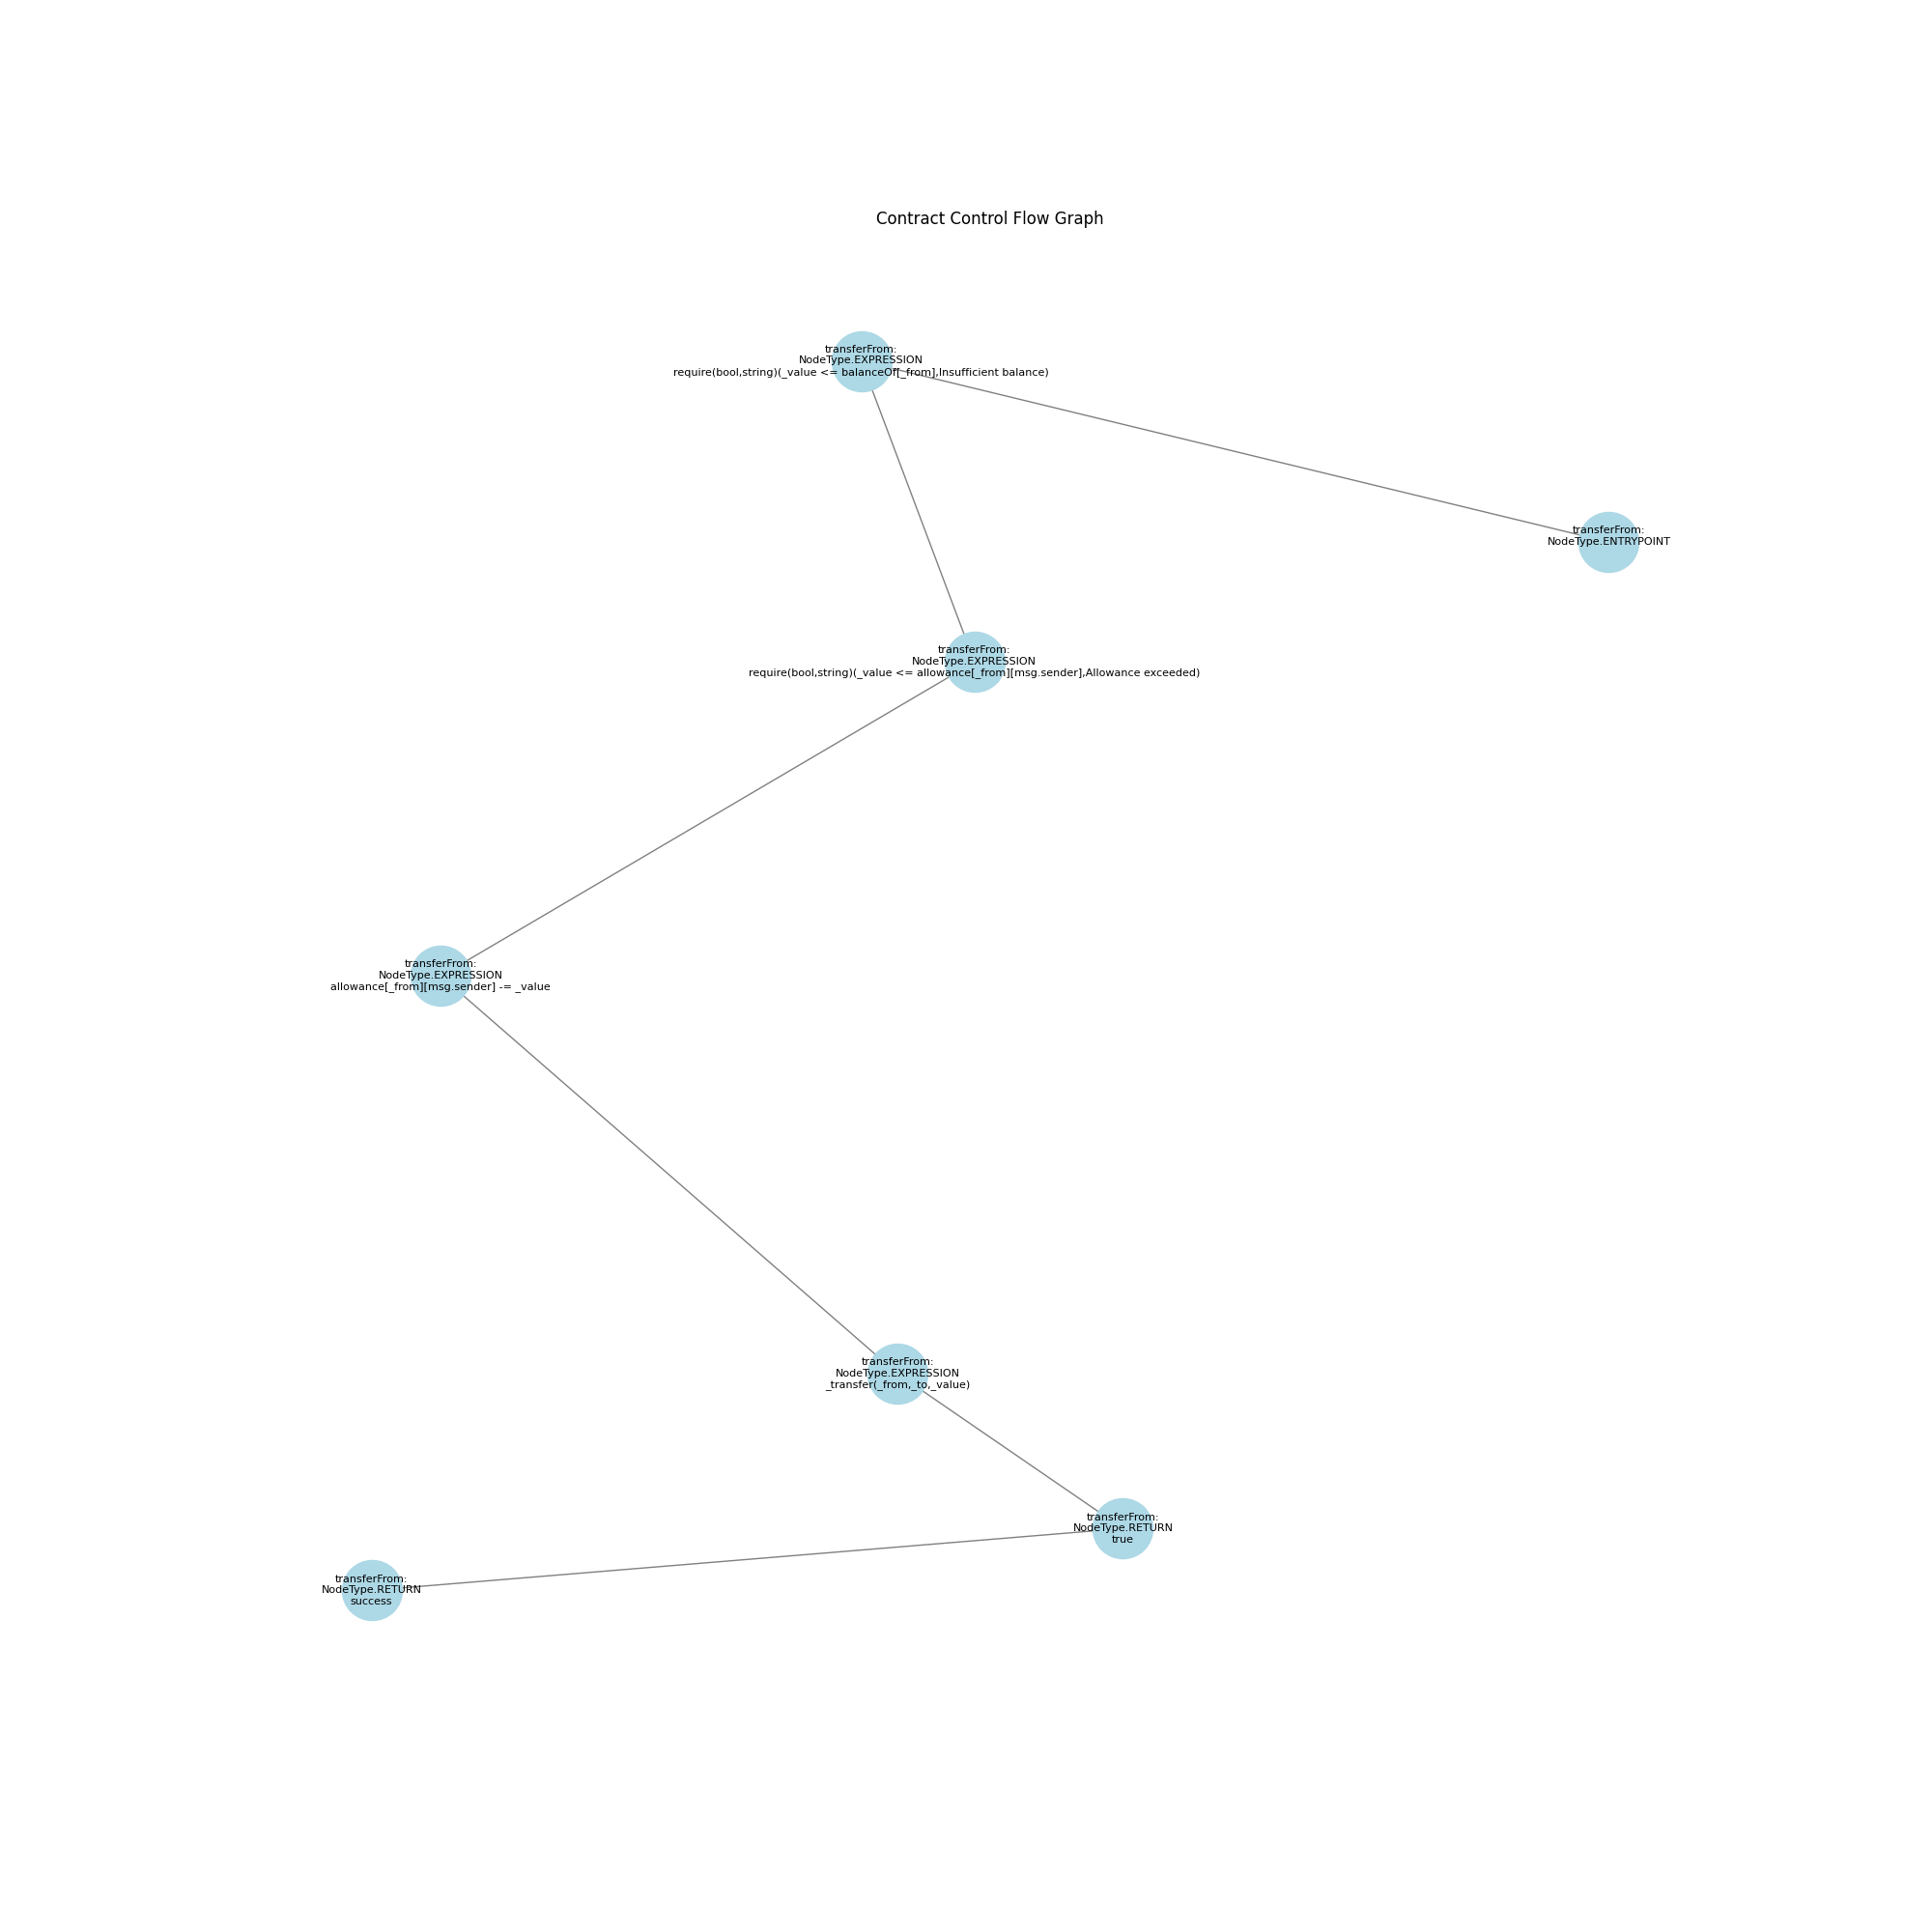 Contract Control Flow Graph
transferFrom:
NodeType.EXPRESSION
require(bool,string)(_value <= balanceOf[_from],Insufficient balance)
transferFrom:
NodeType.ENTRYPOINT
transferFrom:
NodeType.EXPRESSION
require(bool,string)(_value <= allowance[_from][msg.sender],Allowance exceeded)
transferFrom:
NodeType.EXPRESSION
allowance[_from][msg.sender] -= _value
transferFrom:
NodeType.EXPRESSION
_transfer(_from,_to,_value)
transferFrom:
NodeType.RETURN
true
transferFrom:
NodeType.RETURN
success